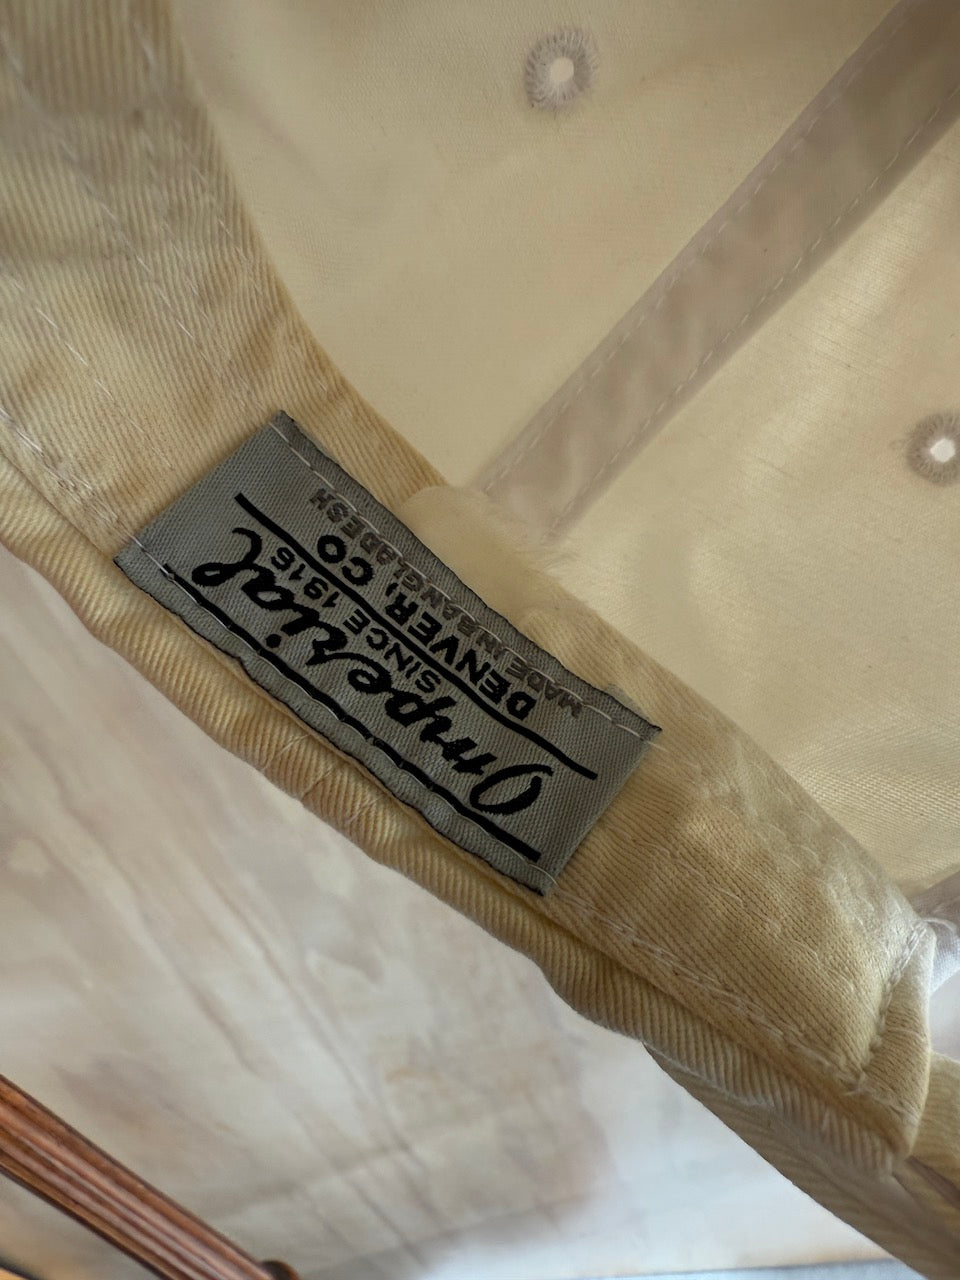 Imperial
SINCE 1916
DENVER, CO
MADE IN BANGLADESH